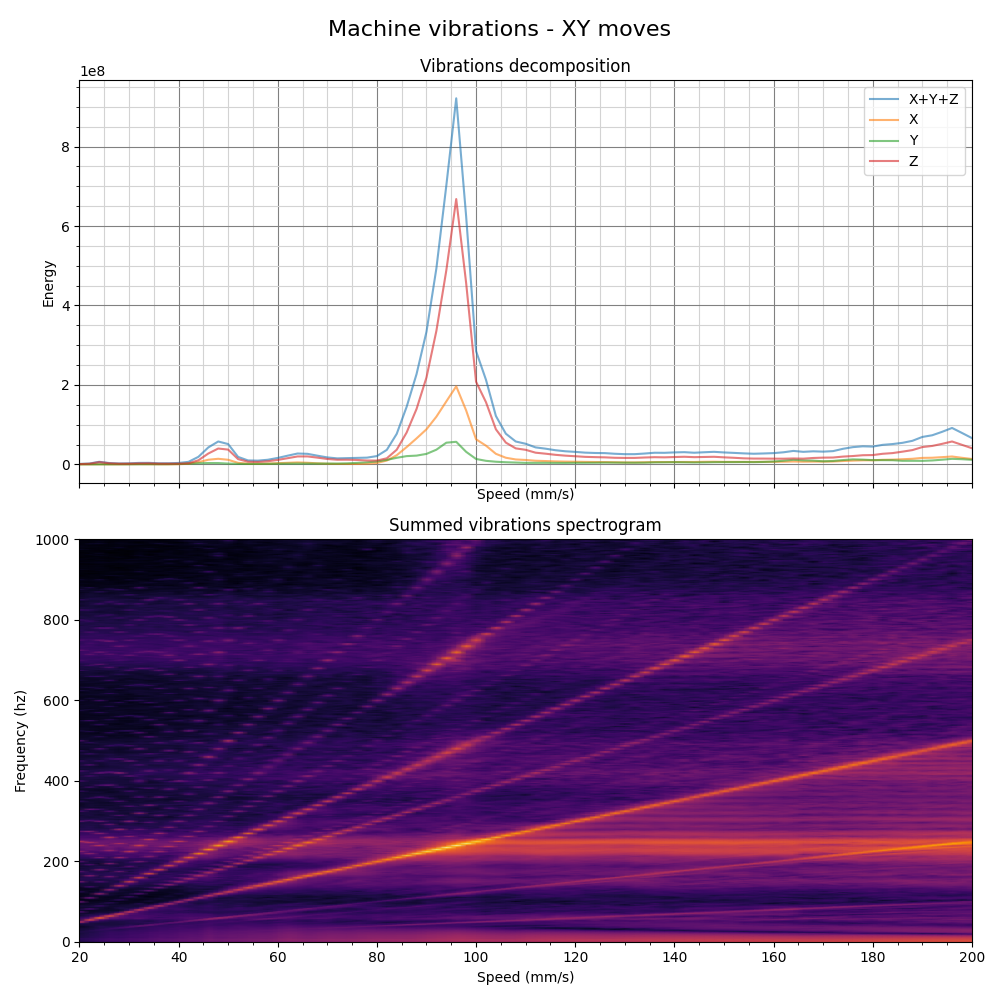 Machine vibrations - XY moves
Vibrations decomposition
1e8
X+Y+Z
X
Y
Z
8
6
4
2
0
Energy
Speed (mm/s)
Summed vibrations spectrogram
1000
800
600
400
200
0
Frequency (hz)
20 40 60 80 100 120 140 160 180 200
Speed (mm/s)